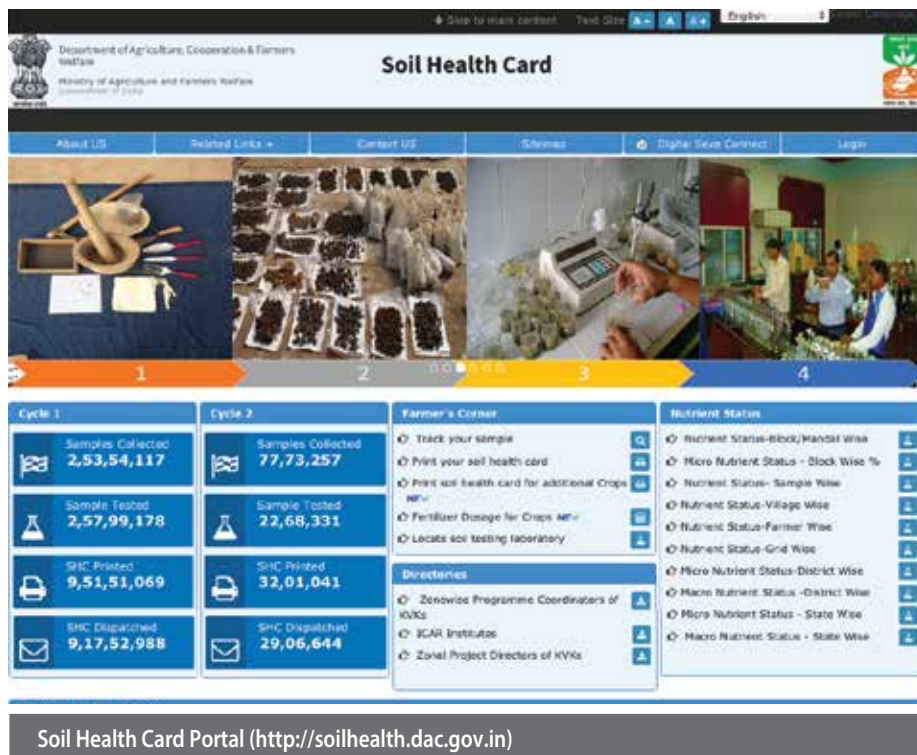 Skip to main content Text Size A- A A+ English Select Language
Department of Agriculture, Cooperation & Farmers
Welfare
Ministry of Agriculture and Farmers Welfare
Government of India
Soil Health Card
About US Related Links Contact US Sitemap Digital Seva Connect Login
1 2 3 4
Cycle 1
Samples Collected
2,53,54,117
Sample Tested
2,57,99,178
SHC Printed
9,51,51,069
SHC Dispatched
9,17,52,988
Cycle 2
Samples Collected
77,73,257
Sample Tested
22,68,331
SHC Printed
32,01,041
SHC Dispatched
29,06,644
Farmer's Corner
Track your sample
Print your soil health card
Print soil health card for additional Crops
Fertilizer Dosage for Crops
Locate soil testing laboratory
Directories
Zonewise Programme Coordinators of
KVKs
ICAR Institutes
Zonal Project Directors of KVKs
Nutrient Status
Nutrient Status-Block/Mandal Wise
Micro Nutrient Status - Block Wise %
Nutrient Status- Sample Wise
Nutrient Status-Village Wise
Nutrient Status-Farmer Wise
Nutrient Status-Grid Wise
Micro Nutrient Status-District Wise
Macro Nutrient Status -District Wise
Micro Nutrient Status - State Wise
Macro Nutrient Status - State Wise
Soil Health Card Portal (http://soilhealth.dac.gov.in)